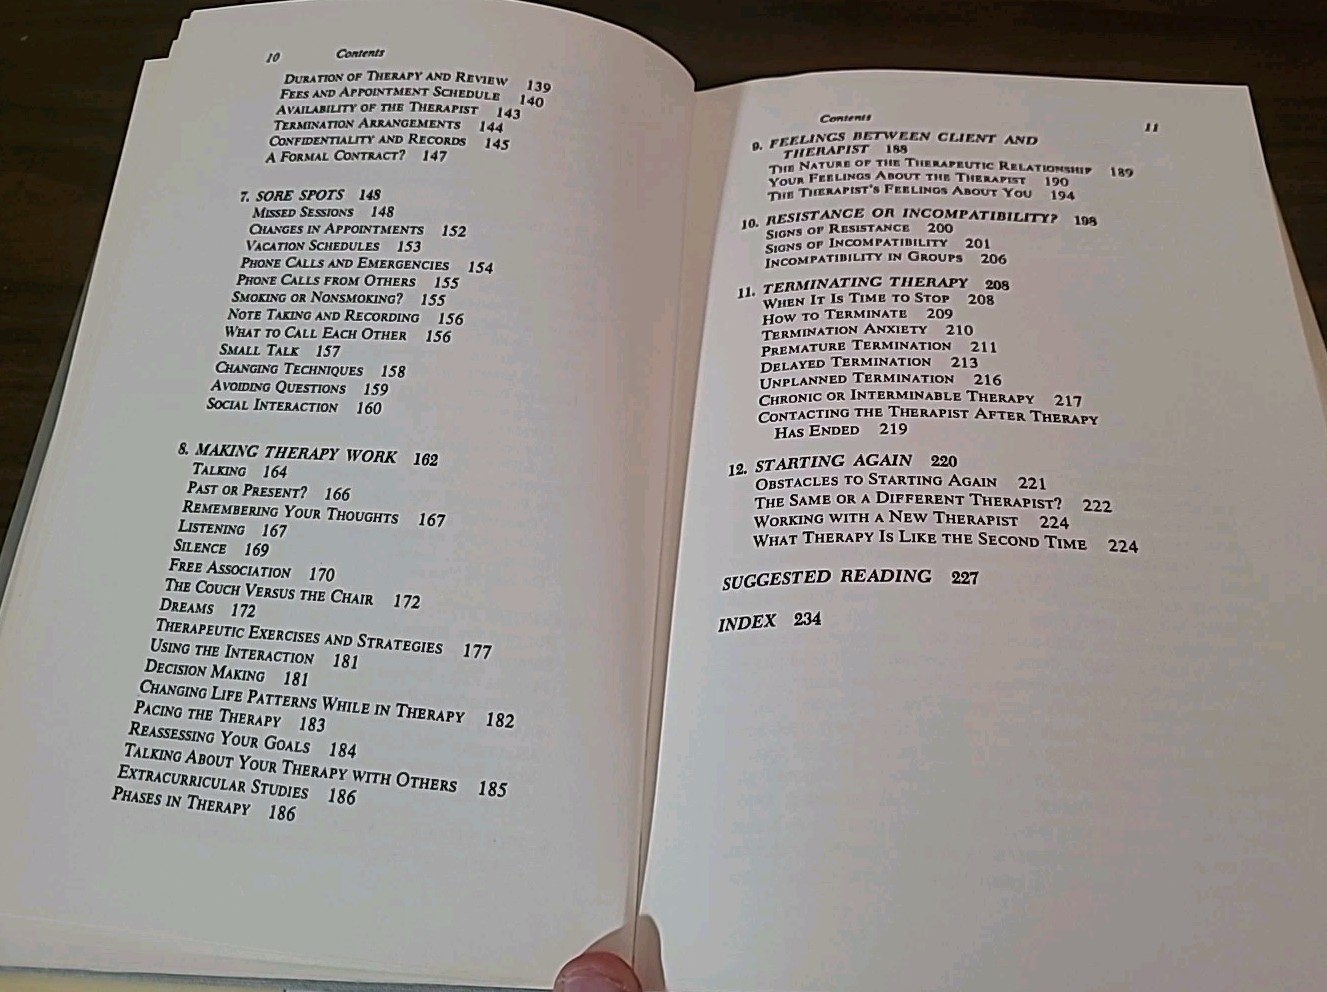 10 Contents
DURATION OF THERAPY AND REVIEW 139
FEES AND APPOINTMENT SCHEDULE 140
AVAILABILITY OF THE THERAPIST 143
TERMINATION ARRANGEMENTS 144
CONFIDENTIALITY AND RECORDS 145
A FORMAL CONTRACT? 147
7. SORE SPOTS 148
MISSED SESSIONS 148
CHANGES IN APPOINTMENTS 152
VACATION SCHEDULES 153
PHONE CALLS AND EMERGENCIES 154
PHONE CALLS FROM OTHERS 155
SMOKING OR NONSMOKING? 155
NOTE TAKING AND RECORDING 156
WHAT TO CALL EACH OTHER 156
SMALL TALK 157
CHANGING TECHNIQUES 158
AVOIDING QUESTIONS 159
SOCIAL INTERACTION 160
8. MAKING THERAPY WORK 162
TALKING 164
PAST OR PRESENT? 166
REMEMBERING YOUR THOUGHTS 167
LISTENING 167
SILENCE 169
FREE ASSOCIATION 170
THE COUCH VERSUS THE CHAIR 172
DREAMS 172
THERAPEUTIC EXERCISES AND STRATEGIES 177
USING THE INTERACTION 181
DECISION MAKING 181
CHANGING LIFE PATTERNS WHILE IN THERAPY 182
PACING THE THERAPY 183
REASSESSING YOUR GOALS 184
TALKING ABOUT YOUR THERAPY WITH OTHERS 185
EXTRACURRICULAR STUDIES 186
PHASES IN THERAPY 186
Contents 11
9. FEELINGS BETWEEN CLIENT AND
THERAPIST 188
THE NATURE OF THE THERAPEUTIC RELATIONSHIP 189
YOUR FEELINGS ABOUT THE THERAPIST 190
THE THERAPIST'S FEELINGS ABOUT YOU 194
10. RESISTANCE OR INCOMPATIBILITY? 198
SIGNS OF RESISTANCE 200
SIGNS OF INCOMPATIBILITY 201
INCOMPATIBILITY IN GROUPS 206
11. TERMINATING THERAPY 208
WHEN IT IS TIME TO STOP 208
HOW TO TERMINATE 209
TERMINATION ANXIETY 210
PREMATURE TERMINATION 211
DELAYED TERMINATION 213
UNPLANNED TERMINATION 216
CHRONIC OR INTERMINABLE THERAPY 217
CONTACTING THE THERAPIST AFTER THERAPY
HAS ENDED 219
12. STARTING AGAIN 220
OBSTACLES TO STARTING AGAIN 221
THE SAME OR A DIFFERENT THERAPIST? 222
WORKING WITH A NEW THERAPIST 224
WHAT THERAPY IS LIKE THE SECOND TIME 224
SUGGESTED READING 227
INDEX 234